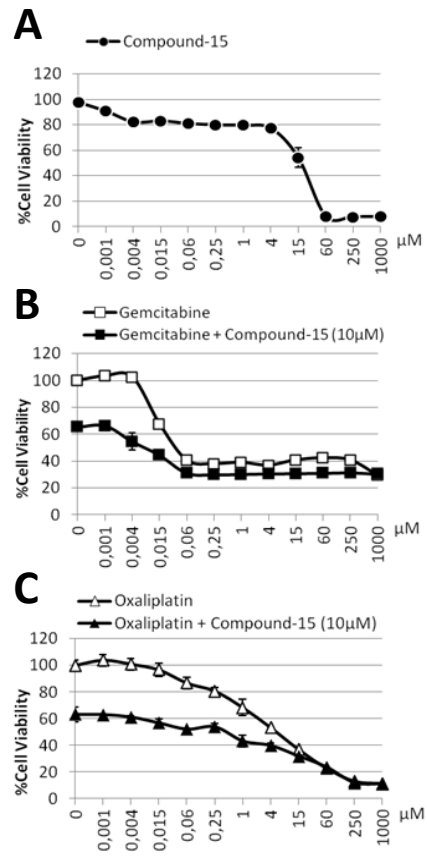 A
Compound-15
%Cell Viability
120
100
80
60
40
20
0
0 0,001 0,004 0,015 0,06 0,25 1 4 15 60 250 1000 µM
B
Gemcitabine
Gemcitabine + Compound-15 (10µM)
%Cell Viability
120
100
80
60
40
20
0
0 0,001 0,004 0,015 0,06 0,25 1 4 15 60 250 1000 µM
C
Oxaliplatin
Oxaliplatin + Compound-15 (10µM)
%Cell Viability
120
100
80
60
40
20
0
0 0,001 0,004 0,015 0,06 0,25 1 4 15 60 250 1000 µM